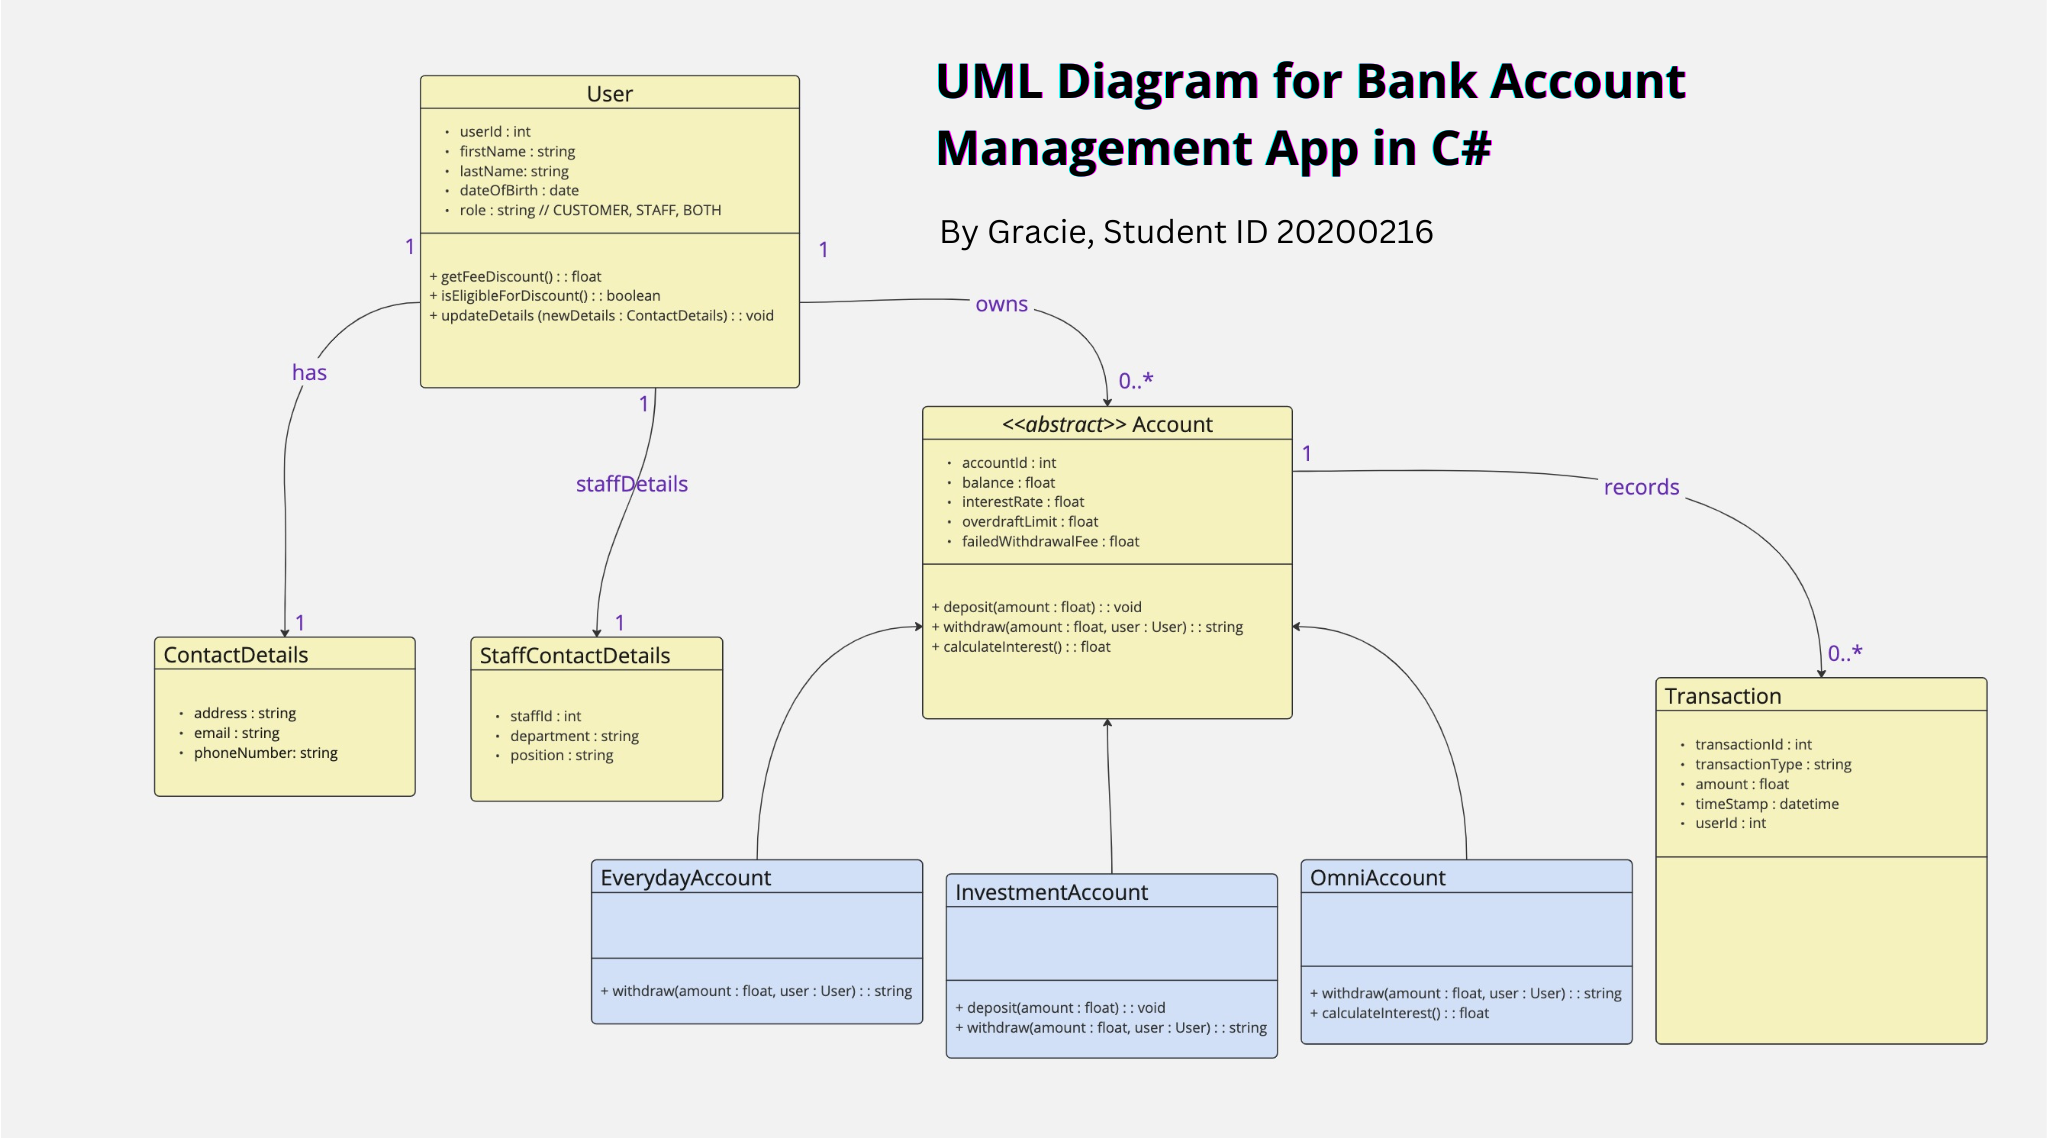 UML Diagram for Bank Account
Management App in C#
By Gracie, Student ID 20200216
User
• userId : int
• firstName : string
• lastName: string
• dateOfBirth : date
• role : string // CUSTOMER, STAFF, BOTH
+ getFeeDiscount() : : float
+ isEligibleForDiscount() : : boolean
+ updateDetails (newDetails : ContactDetails) : : void
1
1
owns
has
0..*
1
staffDetails
<<abstract>> Account
• accountId : int
• balance : float
• interestRate : float
• overdraftLimit : float
• failedWithdrawalFee : float
+ deposit(amount : float) : : void
+ withdraw(amount : float, user : User) : : string
+ calculateInterest() : : float
1
records
0..*
1
1
ContactDetails
• address : string
• email : string
• phoneNumber: string
StaffContactDetails
• staffId : int
• department : string
• position : string
Transaction
• transactionId : int
• transactionType : string
• amount : float
• timeStamp : datetime
• userId : int
EverydayAccount
+ withdraw(amount : float, user : User) : : string
InvestmentAccount
+ deposit(amount : float) : : void
+ withdraw(amount : float, user : User) : : string
OmniAccount
+ withdraw(amount : float, user : User) : : string
+ calculateInterest() : : float